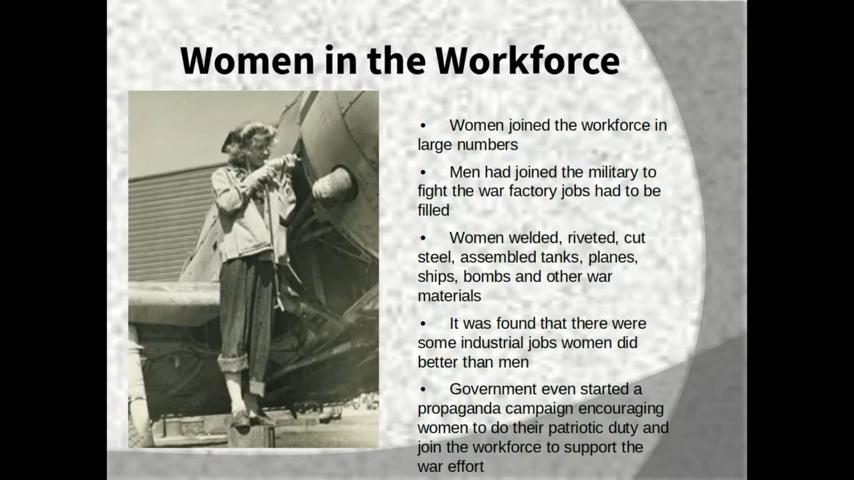 Women in the Workforce
• Women joined the workforce in
large numbers
• Men had joined the military to
fight the war factory jobs had to be
filled
• Women welded, riveted, cut
steel, assembled tanks, planes,
ships, bombs and other war
materials
• It was found that there were
some industrial jobs women did
better than men
• Government even started a
propaganda campaign encouraging
women to do their patriotic duty and
join the workforce to support the
war effort